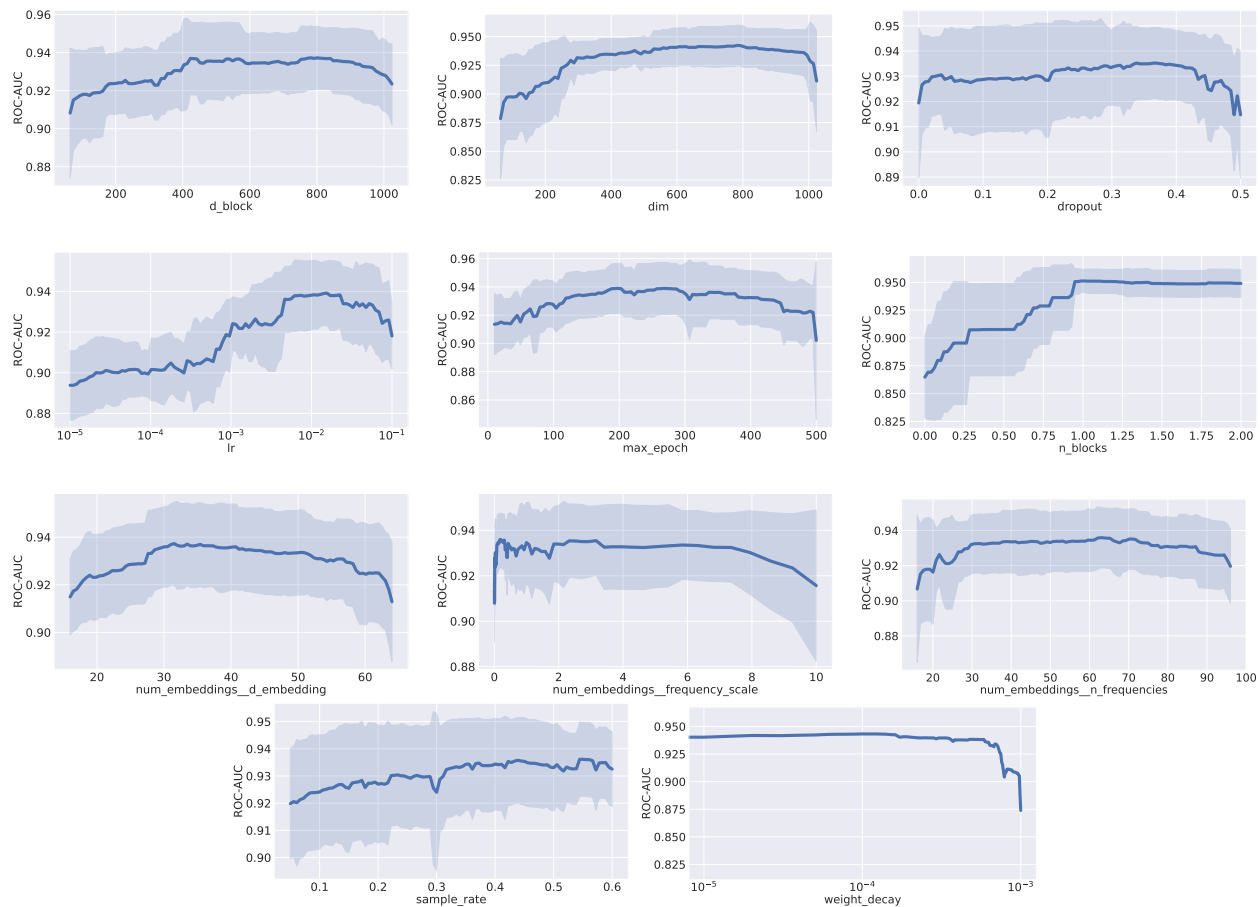 0.96
0.94
0.92
0.90
0.88
ROC-AUC
200 400 600 800 1000
d_block
0.950
0.925
0.900
0.875
0.850
0.825
ROC-AUC
200 400 600 800 1000
dim
0.95
0.94
0.93
0.92
0.91
0.90
0.89
ROC-AUC
0.0 0.1 0.2 0.3 0.4 0.5
dropout
0.94
0.92
0.90
0.88
ROC-AUC
10⁻⁵ 10⁻⁴ 10⁻³ 10⁻² 10⁻¹
lr
0.96
0.94
0.92
0.90
0.88
0.86
ROC-AUC
0 100 200 300 400 500
max_epoch
0.950
0.925
0.900
0.875
0.850
0.825
ROC-AUC
0.00 0.25 0.50 0.75 1.00 1.25 1.50 1.75 2.00
n_blocks
0.94
0.92
0.90
ROC-AUC
20 30 40 50 60
num_embeddings__d_embedding
0.94
0.92
0.90
0.88
ROC-AUC
0 2 4 6 8 10
num_embeddings__frequency_scale
0.94
0.92
0.90
0.88
ROC-AUC
20 30 40 50 60 70 80 90 100
num_embeddings__n_frequencies
0.95
0.94
0.93
0.92
0.91
0.90
ROC-AUC
0.1 0.2 0.3 0.4 0.5 0.6
sample_rate
0.950
0.925
0.900
0.875
0.850
0.825
ROC-AUC
10⁻⁵ 10⁻⁴ 10⁻³
weight_decay